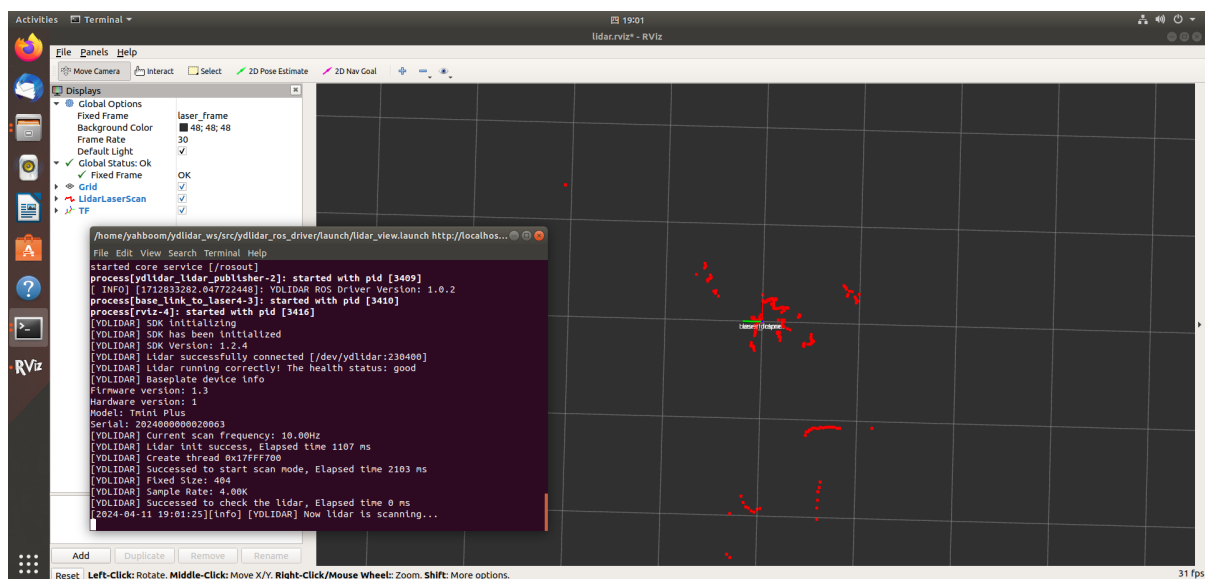 Activities Terminal 19:01
lidar.rviz* - RViz
File Panels Help
Move Camera Interact Select 2D Pose Estimate 2D Nav Goal
Displays
Global Options
Fixed Frame laser_frame
Background Color 48; 48; 48
Frame Rate 30
Default Light
Global Status: Ok
Fixed Frame OK
Grid
LidarLaserScan
TF
/home/yahboom/ydlidar_ws/src/ydlidar_ros_driver/launch/lidar_view.launch http://localhos...
File Edit View Search Terminal Help
started core service [/rosout]
process[ydlidar_lidar_publisher-2]: started with pid [3409]
[ INFO] [1712833282.047722448]: YDLIDAR ROS Driver Version: 1.0.2
process[base_link_to_laser4-3]: started with pid [3410]
process[rviz-4]: started with pid [3416]
[YDLIDAR] SDK initializing
[YDLIDAR] SDK has been initialized
[YDLIDAR] SDK Version: 1.2.4
[YDLIDAR] Lidar successfully connected [/dev/ydlidar:230400]
[YDLIDAR] Lidar running correctly! The health status: good
[YDLIDAR] Baseplate device info
Firmware version: 1.3
Hardware version: 1
Model: Tmini Plus
Serial: 2024000000020063
[YDLIDAR] Current scan frequency: 10.00Hz
[YDLIDAR] Lidar init success, Elapsed time 1107 ms
[YDLIDAR] Create thread 0x17FFF700
[YDLIDAR] Successed to start scan mode, Elapsed time 2103 ms
[YDLIDAR] Fixed Size: 404
[YDLIDAR] Sample Rate: 4.00K
[YDLIDAR] Successed to check the lidar, Elapsed time 0 ms
[2024-04-11 19:01:25][info] [YDLIDAR] Now lidar is scanning...
RViz
Add Duplicate Remove Rename
Reset Left-Click: Rotate. Middle-Click: Move X/Y. Right-Click/Mouse Wheel:: Zoom. Shift: More options. 31 fps